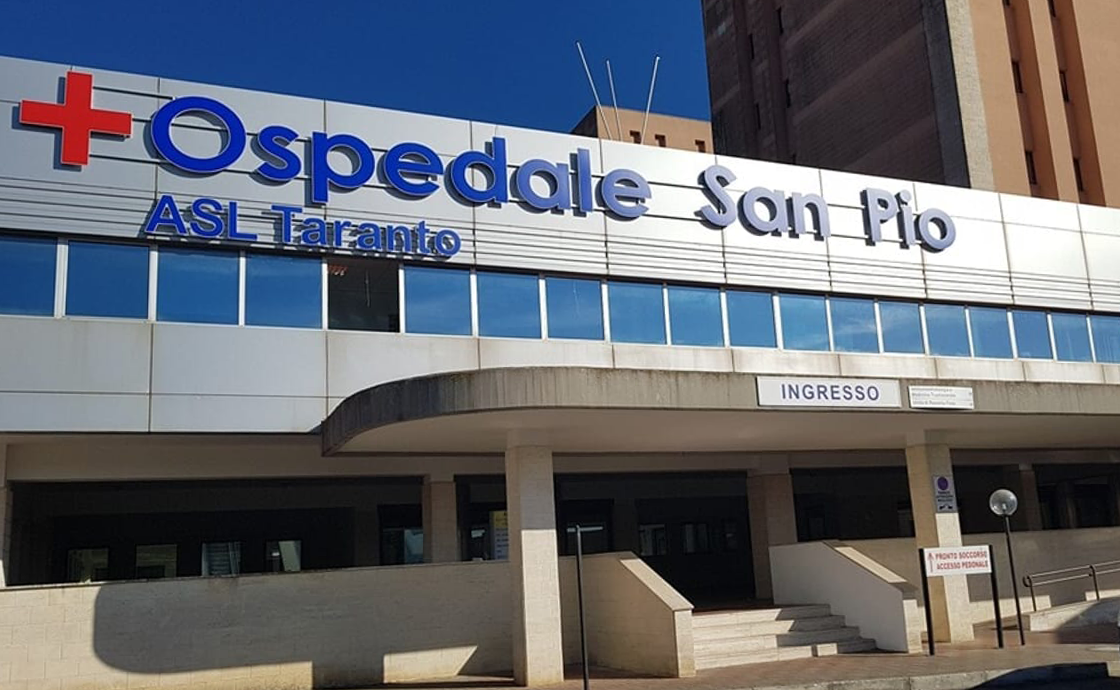 Ospedale San Pio
ASL Taranto
INGRESSO
PRONTO SOCCORSO
ACCESSO PEDONALE